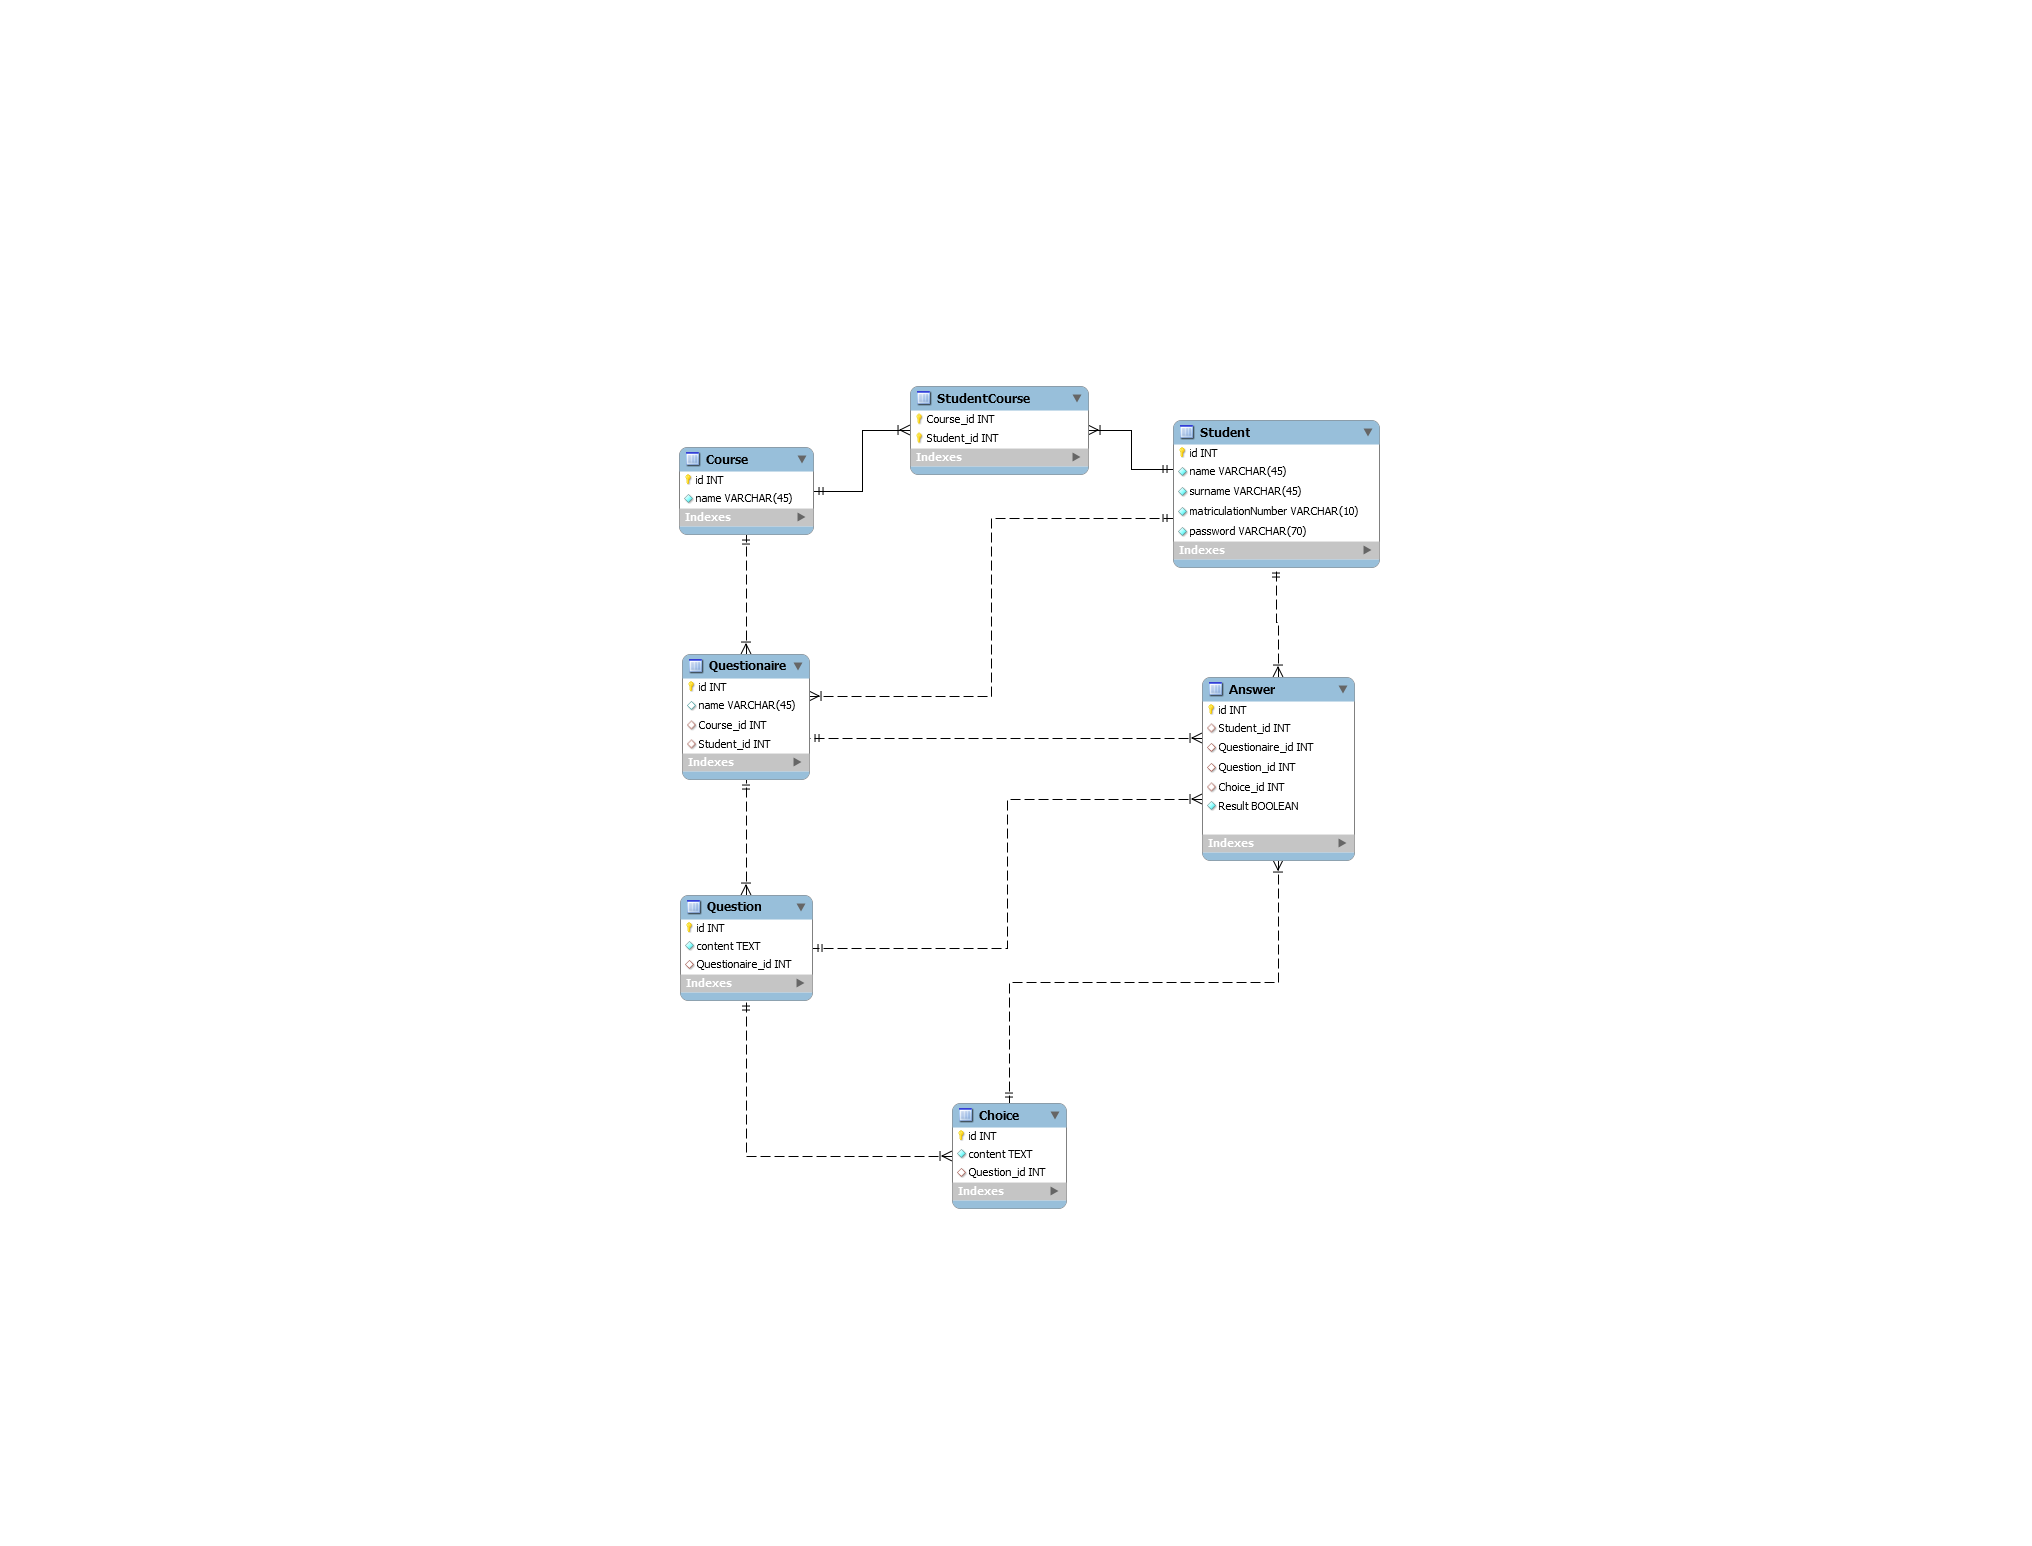 StudentCourse
Course_id INT
Student_id INT
Indexes
Student
id INT
name VARCHAR(45)
surname VARCHAR(45)
matriculationNumber VARCHAR(10)
password VARCHAR(70)
Indexes
Course
id INT
name VARCHAR(45)
Indexes
Questionaire
id INT
name VARCHAR(45)
Course_id INT
Student_id INT
Indexes
Answer
id INT
Student_id INT
Questionaire_id INT
Question_id INT
Choice_id INT
Result BOOLEAN
Indexes
Question
id INT
content TEXT
Questionaire_id INT
Indexes
Choice
id INT
content TEXT
Question_id INT
Indexes